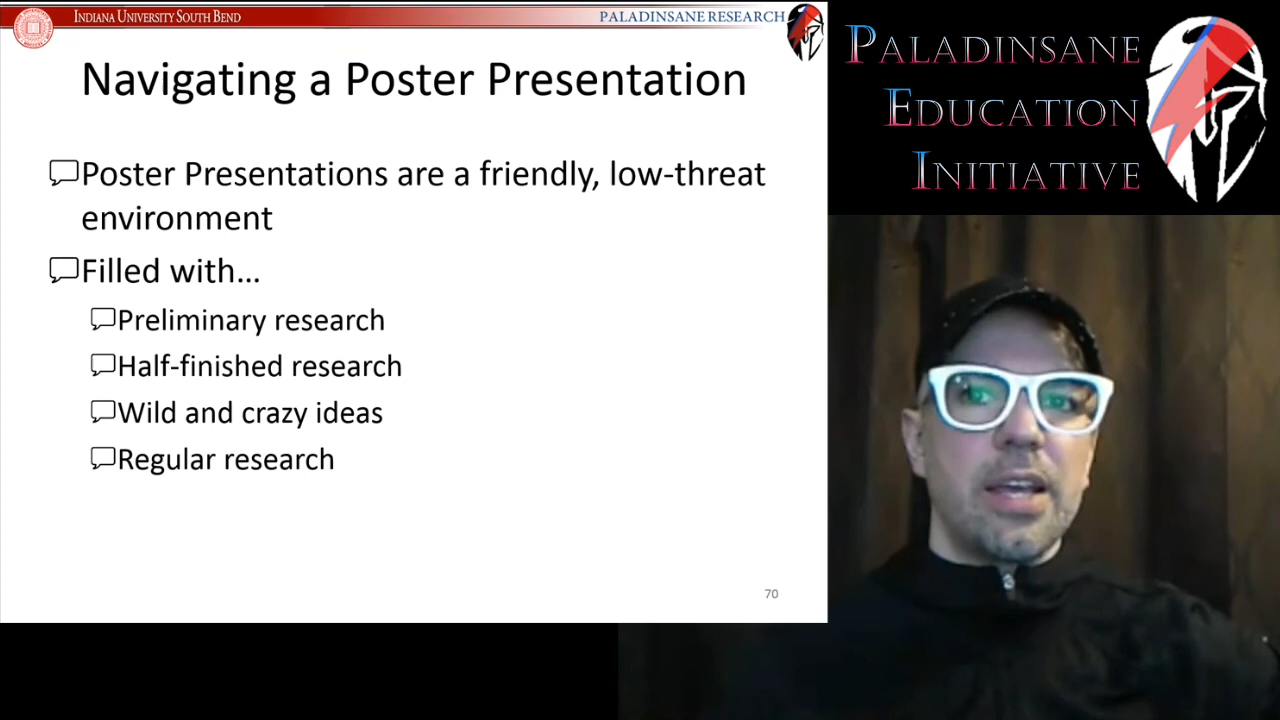 INDIANA UNIVERSITY SOUTH BEND
PALADINSANE RESEARCH
Navigating a Poster Presentation
Poster Presentations are a friendly, low-threat
environment
Filled with…
Preliminary research
Half-finished research
Wild and crazy ideas
Regular research
70
PALADINSANE
EDUCATION
INITIATIVE